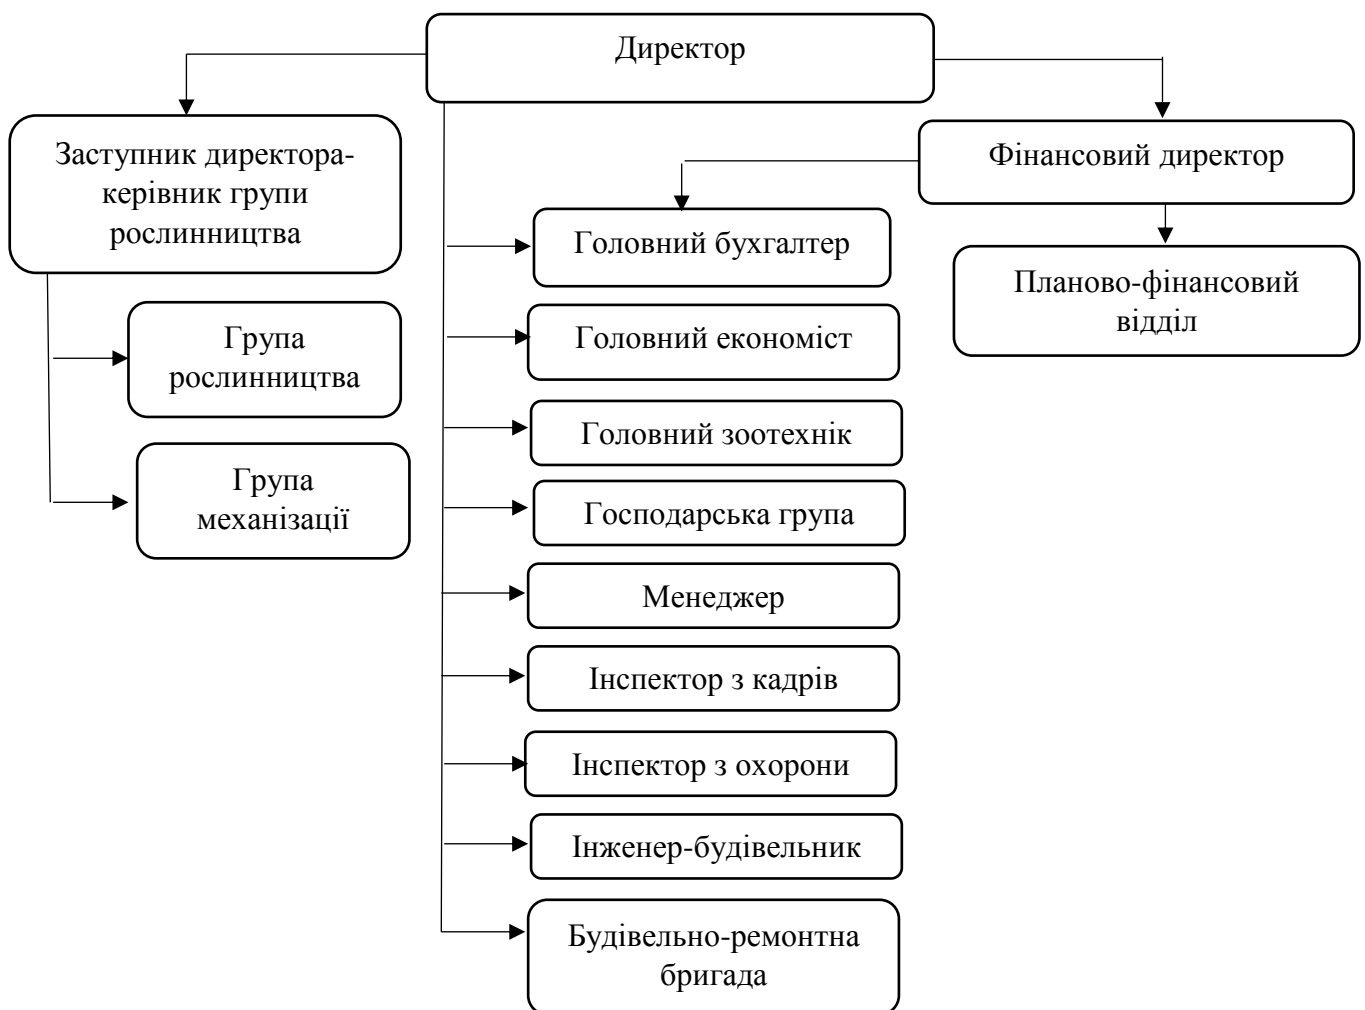 Директор
Заступник директора-
керівник групи
рослинництва
Фінансовий директор
Головний бухгалтер
Планово-фінансовий
відділ
Група
рослинництва
Головний економіст
Головний зоотехнік
Група
механізації
Господарська група
Менеджер
Інспектор з кадрів
Інспектор з охорони
Інженер-будівельник
Будівельно-ремонтна
бригада